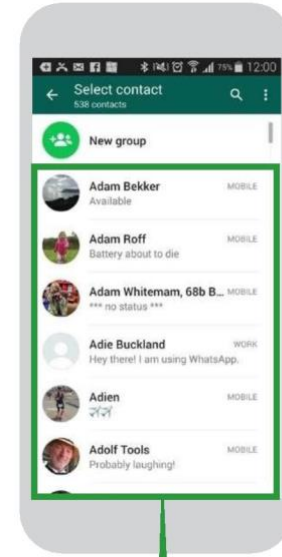 75% 12:00
Select contact
538 contacts
New group
Adam Bekker MOBILE
Available
Adam Roff MOBILE
Battery about to die
Adam Whitemam, 68b B... MOBILE
*** no status ***
Adie Buckland WORK
Hey there! I am using WhatsApp.
Adien MOBILE
Adolf Tools MOBILE
Probably laughing!